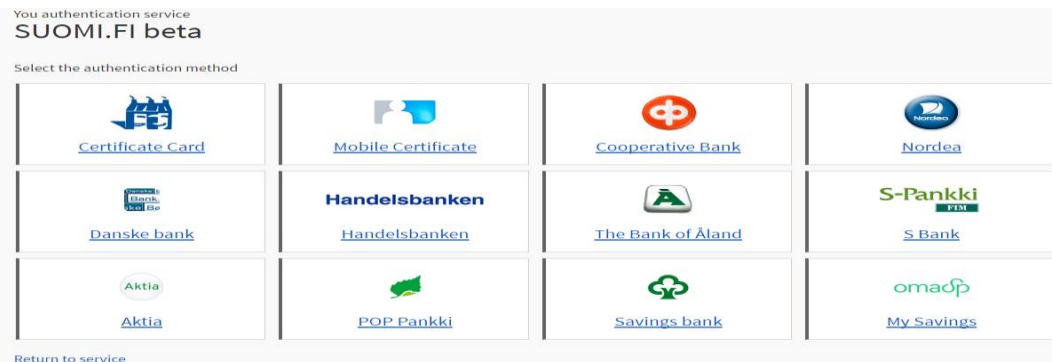 You authentication service
SUOMI.FI beta
Select the authentication method
Certificate Card
Mobile Certificate
Cooperative Bank
Nordea
Nordea
Danske
Bank
Danske bank
Handelsbanken
Handelsbanken
The Bank of Åland
S-Pankki
FIM
S Bank
Aktia
Aktia
POP Pankki
Savings bank
omasp
My Savings
Return to service